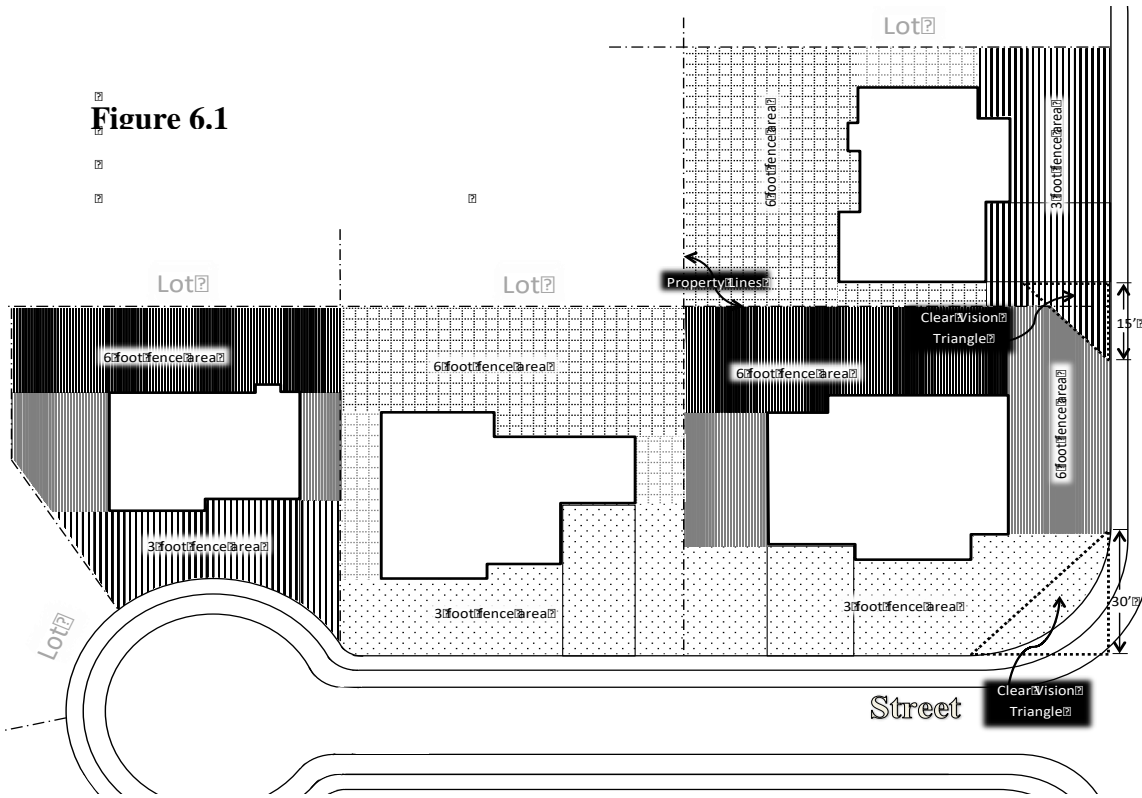 Lot
Figure 6.1
6 foot fence area
3 foot fence area
Lot
Lot
Property Lines
Clear Vision
Triangle
15'
6 foot fence area
6 foot fence area
6 foot fence area
6 foot fence area
3 foot fence area
3 foot fence area
3 foot fence area
30'
Lot
Clear Vision
Triangle
Street